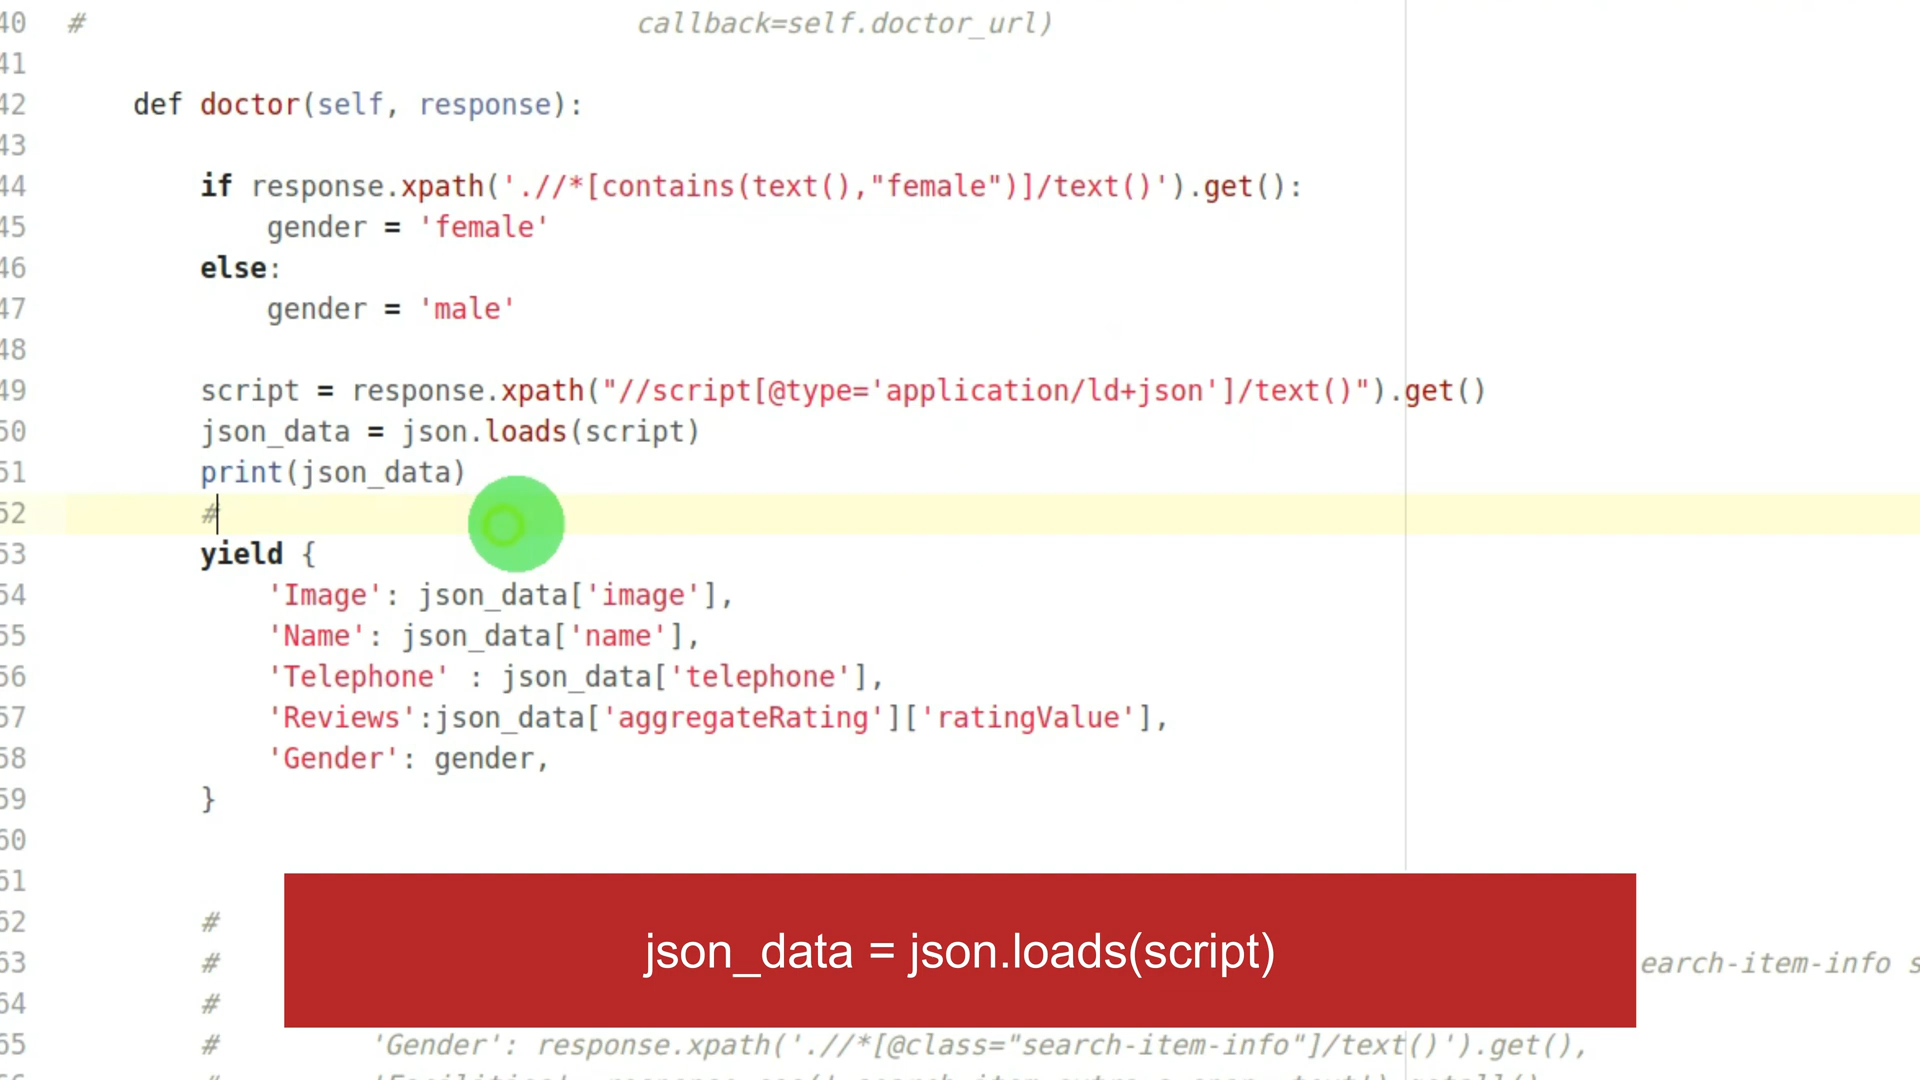 40 # callback=self.doctor_url)
41
42 def doctor(self, response):
43
44 if response.xpath('.//*[contains(text(),"female")]/text()').get():
45 gender = 'female'
46 else:
47 gender = 'male'
48
49 script = response.xpath("//script[@type='application/ld+json']/text()").get()
50 json_data = json.loads(script)
51 print(json_data)
52 #
53 yield {
54 'Image': json_data['image'],
55 'Name': json_data['name'],
56 'Telephone' : json_data['telephone'],
57 'Reviews':json_data['aggregateRating']['ratingValue'],
58 'Gender': gender,
59 }
60
61
62 #
json_data = json.loads(script)
63 # earch-item-info s
64 #
65 # 'Gender': response.xpath('.//*[@class="search-item-info"]/text()').get(),